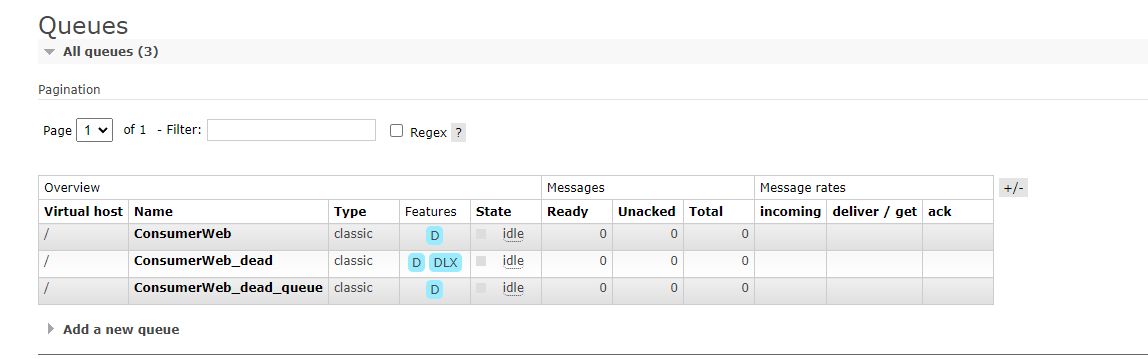 Queues
All queues (3)
Pagination
Page 1 of 1 - Filter: Regex ?
Overview Messages Message rates +/-
Virtual host Name Type Features State Ready Unacked Total incoming deliver / get ack
/ ConsumerWeb classic D idle 0 0 0
/ ConsumerWeb_dead classic D DLX idle 0 0 0
/ ConsumerWeb_dead_queue classic D idle 0 0 0
Add a new queue